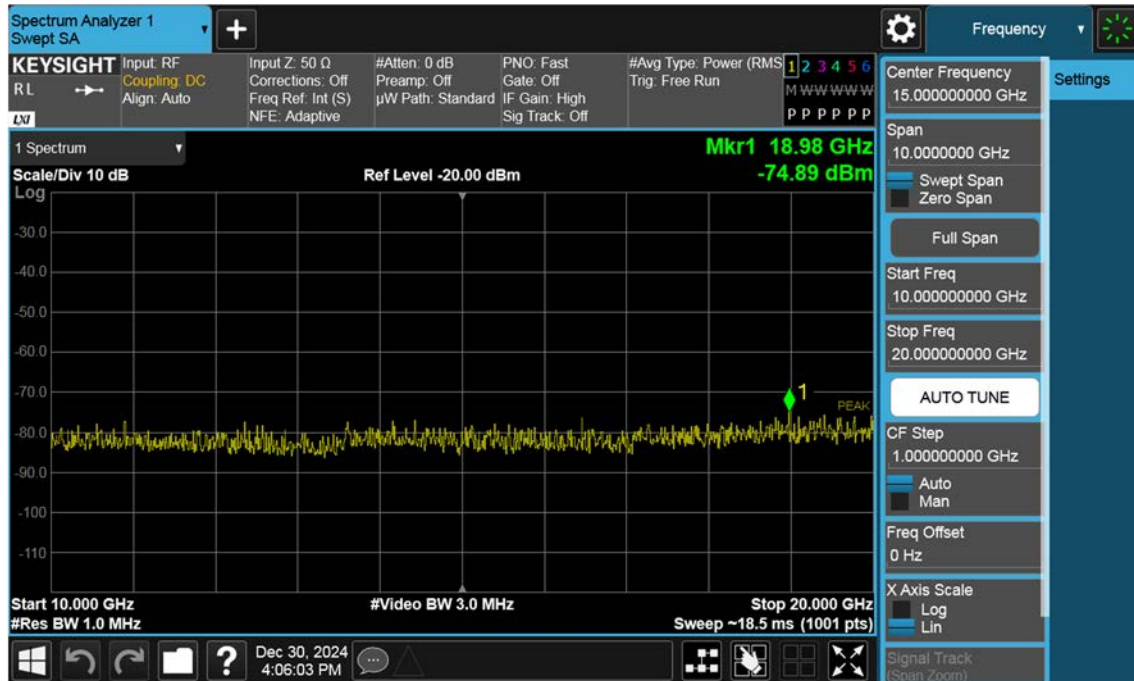 Spectrum Analyzer 1
Swept SA
Frequency
KEYSIGHT
RL
LXI
Input: RF
Coupling: DC
Align: Auto
Input Z: 50 Ω
Corrections: Off
Freq Ref: Int (S)
NFE: Adaptive
#Atten: 0 dB
Preamp: Off
µW Path: Standard
PNO: Fast
Gate: Off
IF Gain: High
Sig Track: Off
#Avg Type: Power (RMS
Trig: Free Run
1 2 3 4 5 6
M W W W W W
P P P P P P
1 Spectrum
Mkr1 18.98 GHz
Scale/Div 10 dB
Ref Level -20.00 dBm
-74.89 dBm
Log
-30.0
-40.0
-50.0
-60.0
-70.0
-80.0
-90.0
-100
-110
1
PEAK
Start 10.000 GHz
#Video BW 3.0 MHz
Stop 20.000 GHz
#Res BW 1.0 MHz
Sweep ~18.5 ms (1001 pts)
Center Frequency
15.000000000 GHz
Settings
Span
10.0000000 GHz
Swept Span
Zero Span
Full Span
Start Freq
10.000000000 GHz
Stop Freq
20.000000000 GHz
AUTO TUNE
CF Step
1.000000000 GHz
Auto
Man
Freq Offset
0 Hz
X Axis Scale
Log
Lin
Signal Track
(Span Zoom)
?
Dec 30, 2024
4:06:03 PM